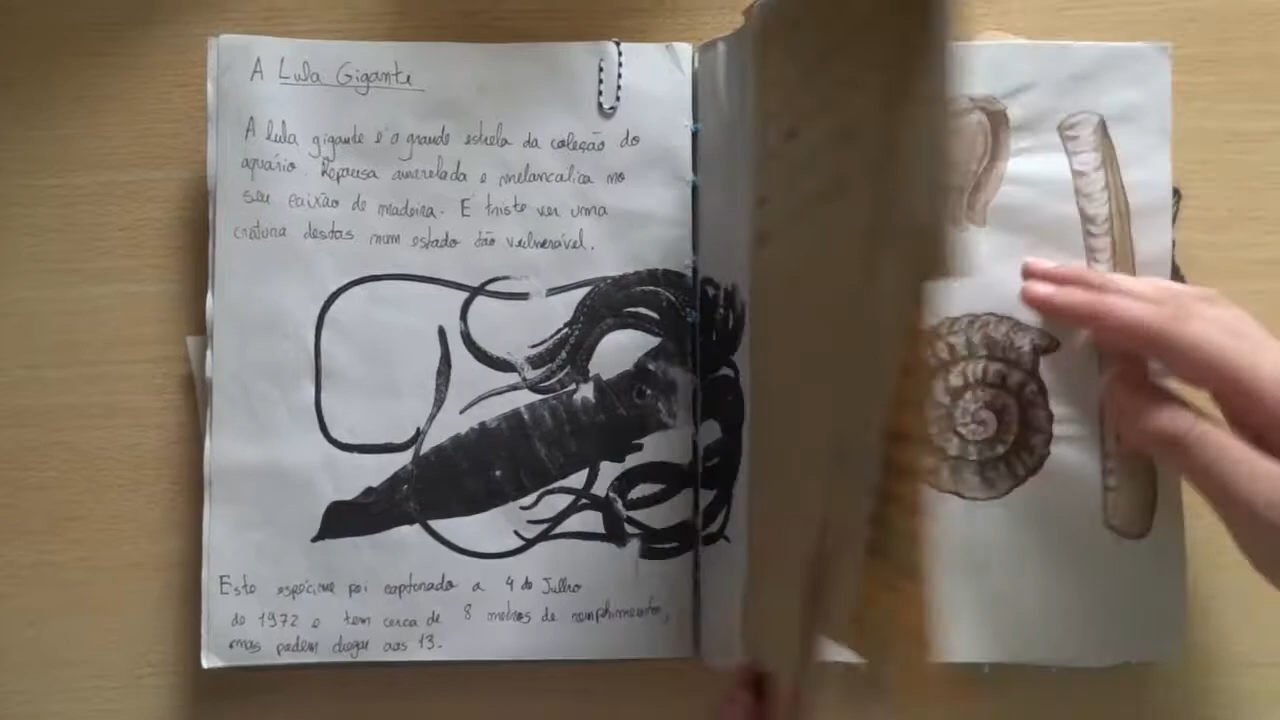 A Lula Gigante
A lula gigante é a grande estrela da coleção do
aquário. Repousa amarelada e melancólica no
seu caixão de madeira. É triste ver uma
criatura destas num estado tão vulnerável.
Este espécime foi capturado a 4 de Julho
de 1972 e tem cerca de 8 metros de comprimento,
mas podem chegar aos 13.